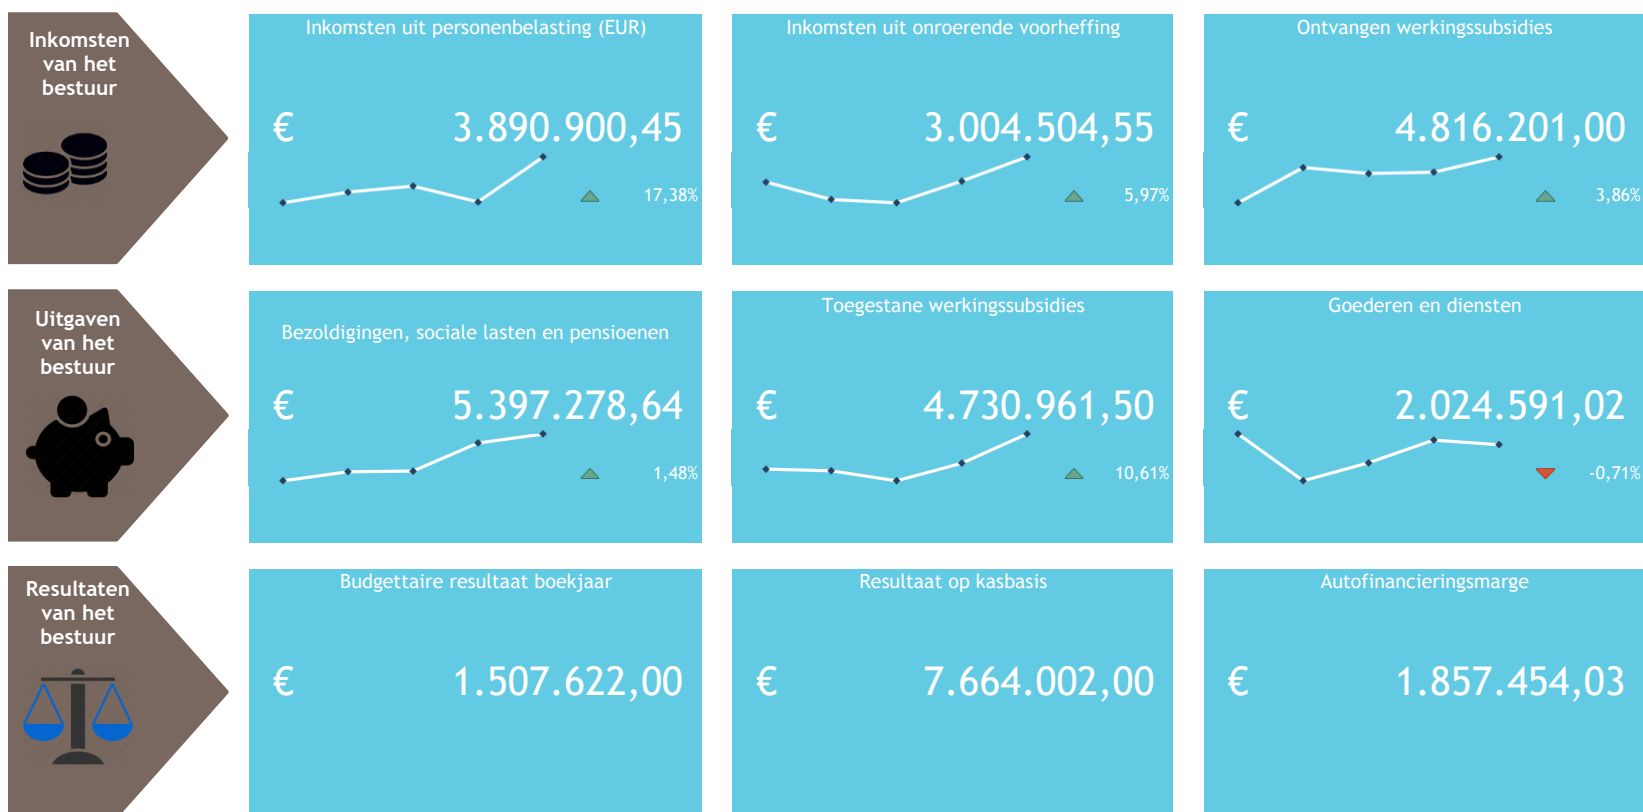 Inkomsten
van het
bestuur
Inkomsten uit personenbelasting (EUR)
€ 3.890.900,45
17,38%
Inkomsten uit onroerende voorheffing
€ 3.004.504,55
5,97%
Ontvangen werkingssubsidies
€ 4.816.201,00
3,86%
Uitgaven
van het
bestuur
Bezoldigingen, sociale lasten en pensioenen
€ 5.397.278,64
1,48%
Toegestane werkingssubsidies
€ 4.730.961,50
10,61%
Goederen en diensten
€ 2.024.591,02
-0,71%
Resultaten
van het
bestuur
Budgettaire resultaat boekjaar
€ 1.507.622,00
Resultaat op kasbasis
€ 7.664.002,00
Autofinancieringsmarge
€ 1.857.454,03